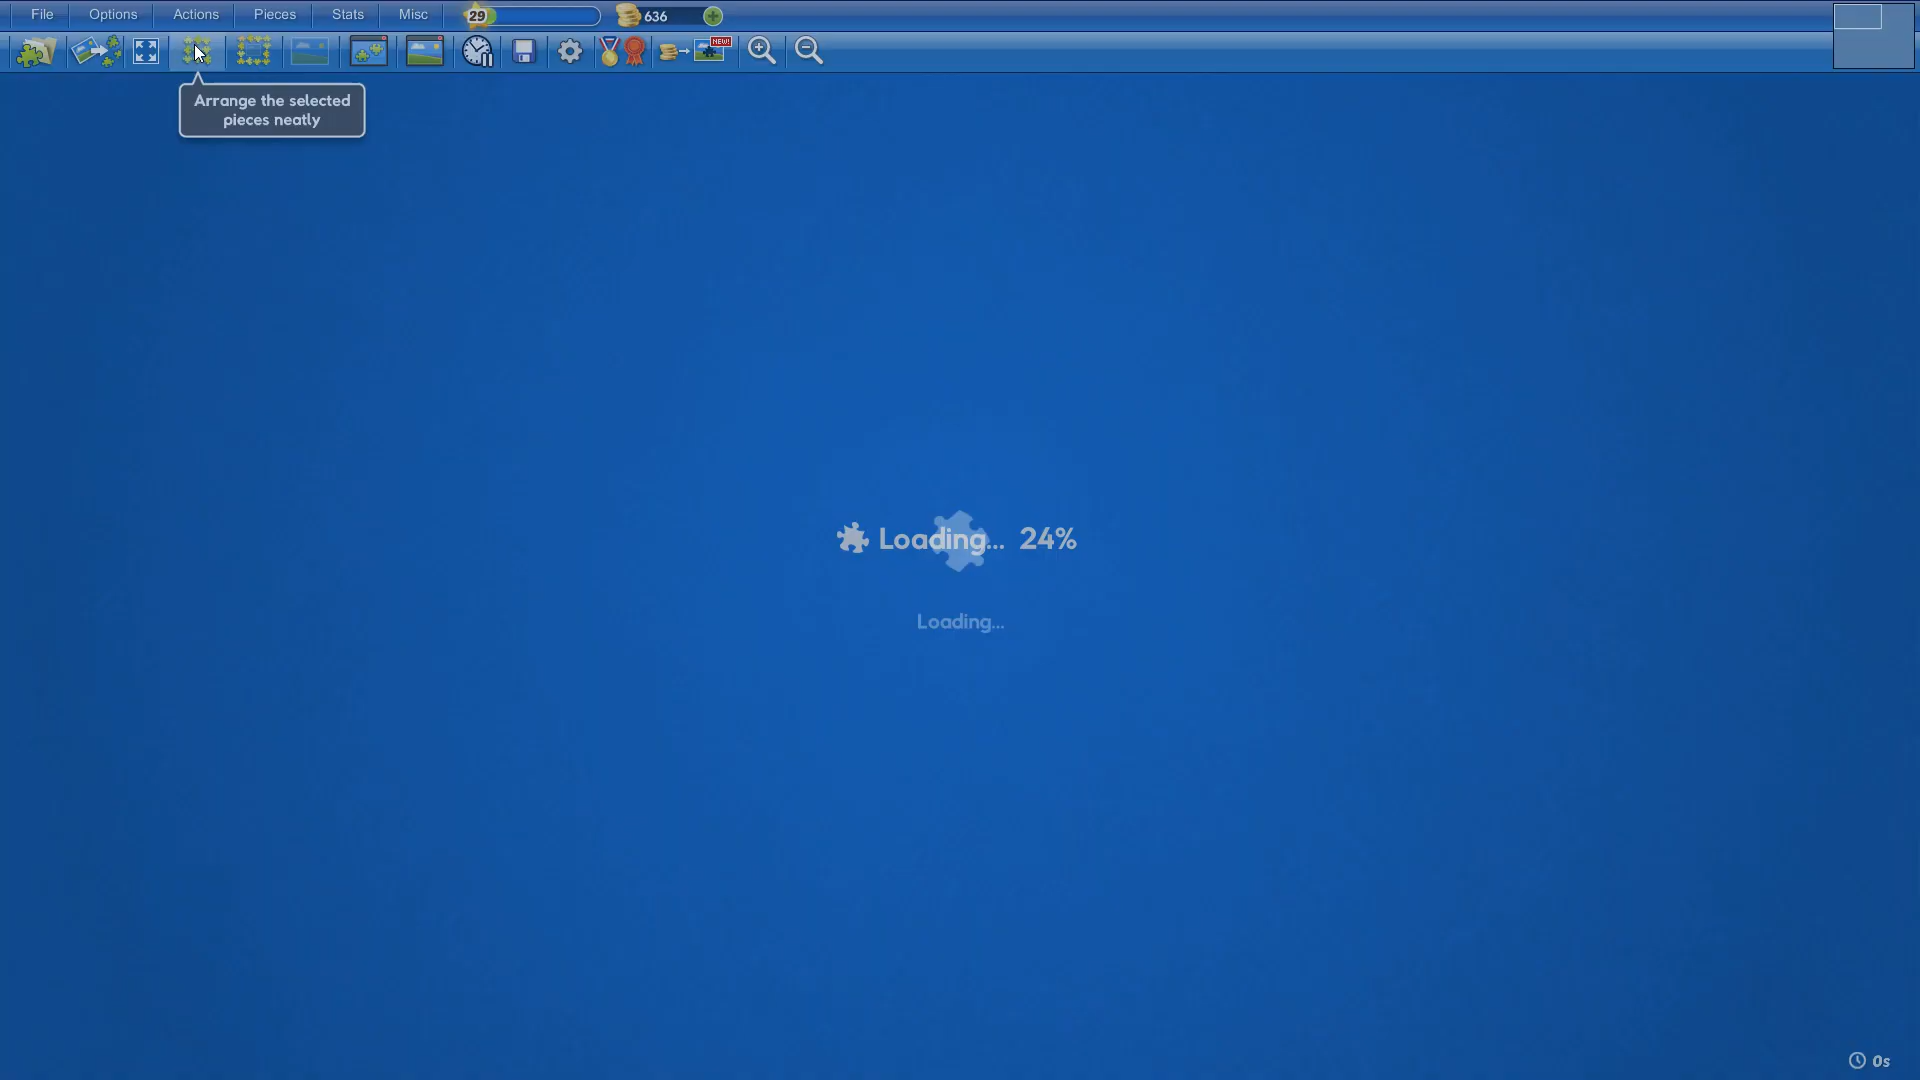 File Options Actions Pieces Stats Misc 29 636
NEW!
Arrange the selected
pieces neatly
Loading... 24%
Loading...
0s